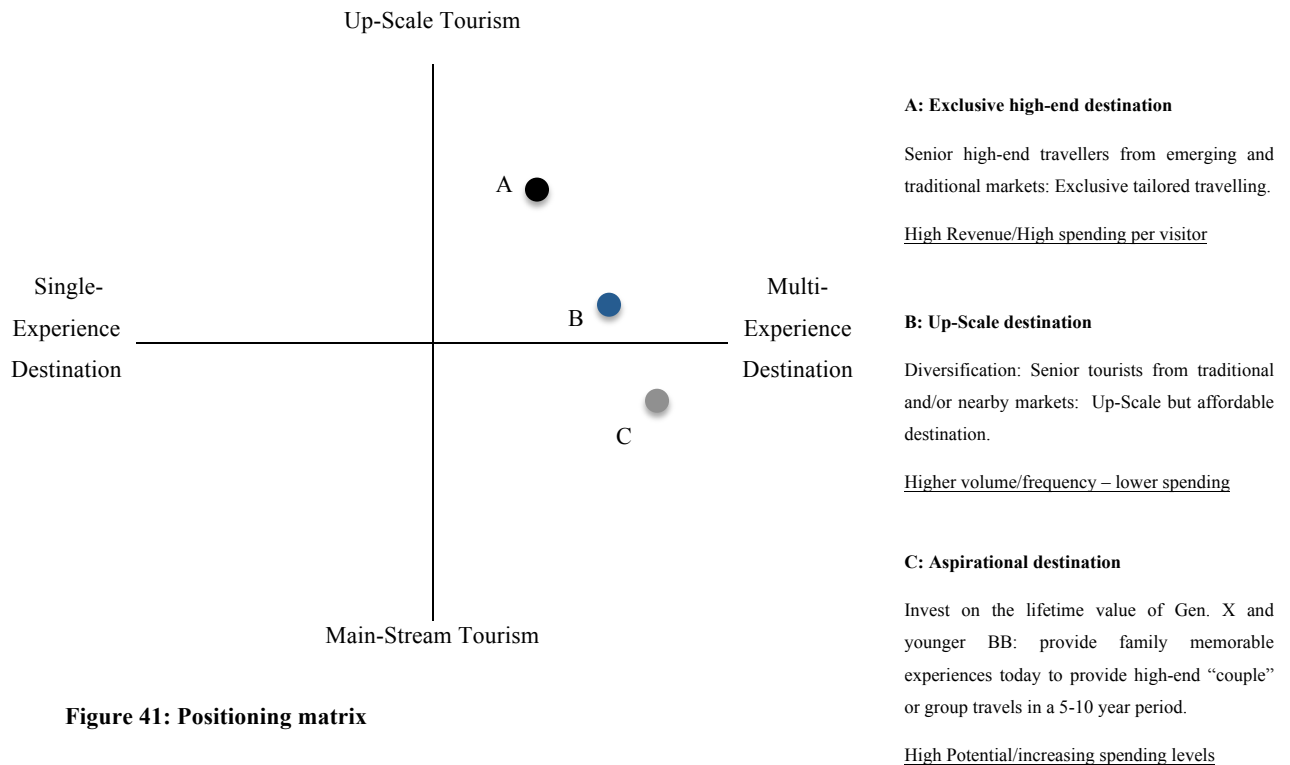 Up-Scale Tourism
A
Single-
Experience
Destination
Multi-
Experience
Destination
B
C
Main-Stream Tourism
Figure 41: Positioning matrix
A: Exclusive high-end destination
Senior high-end travellers from emerging and
traditional markets: Exclusive tailored travelling.
High Revenue/High spending per visitor
B: Up-Scale destination
Diversification: Senior tourists from traditional
and/or nearby markets: Up-Scale but affordable
destination.
Higher volume/frequency – lower spending
C: Aspirational destination
Invest on the lifetime value of Gen. X and
younger BB: provide family memorable
experiences today to provide high-end “couple”
or group travels in a 5-10 year period.
High Potential/increasing spending levels